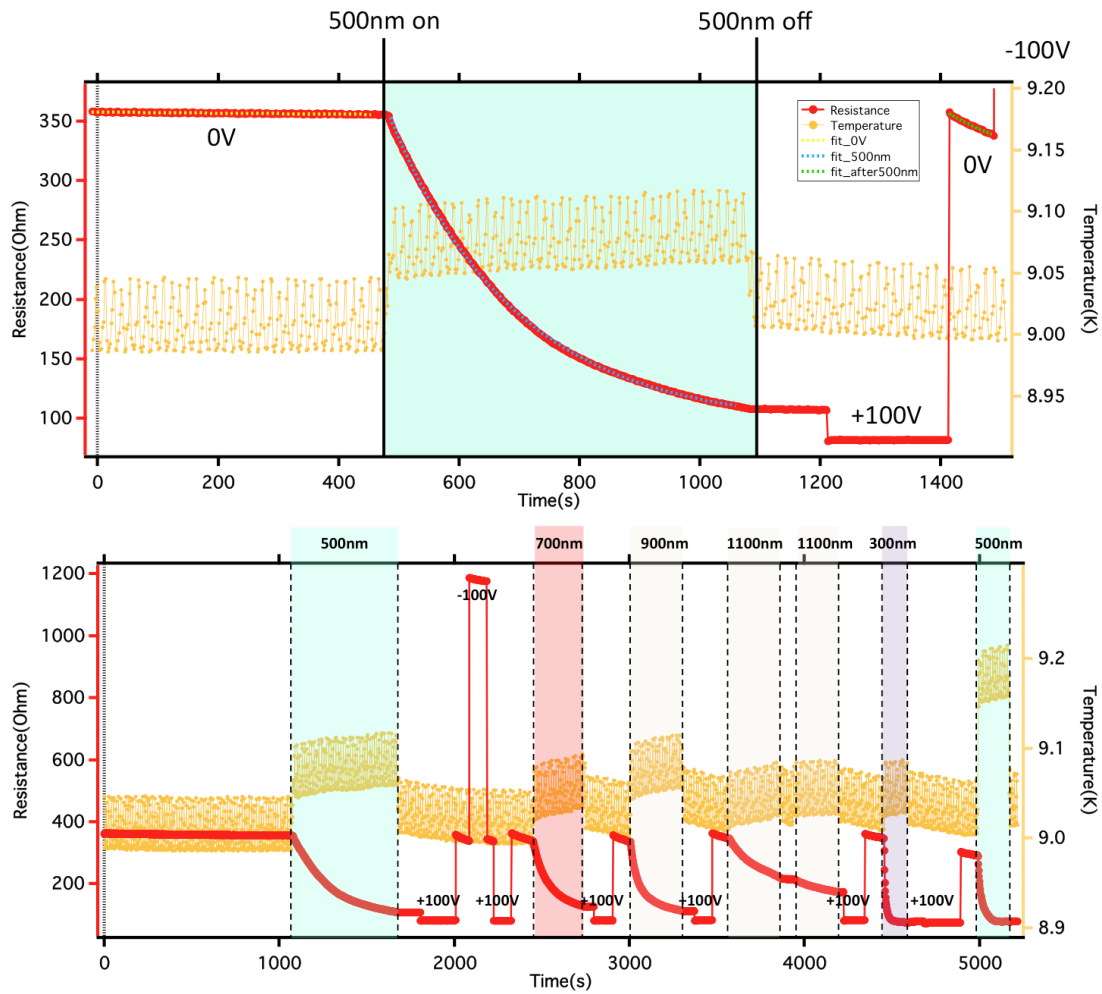 500nm on
500nm off
-100V
350
300
250
200
150
100
Resistance(Ohm)
0V
+100V
0V
Resistance
Temperature
fit_0V
fit_500nm
fit_after500nm
9.20
9.15
9.10
9.05
9.00
8.95
Temperature(K)
0 200 400 600 800 1000 1200 1400
Time(s)
500nm 700nm 900nm 1100nm 1100nm 300nm 500nm
1200
1000
800
600
400
200
Resistance(Ohm)
-100V
+100V +100V +100V +100V +100V
9.2
9.1
9.0
8.9
Temperature(K)
0 1000 2000 3000 4000 5000
Time(s)